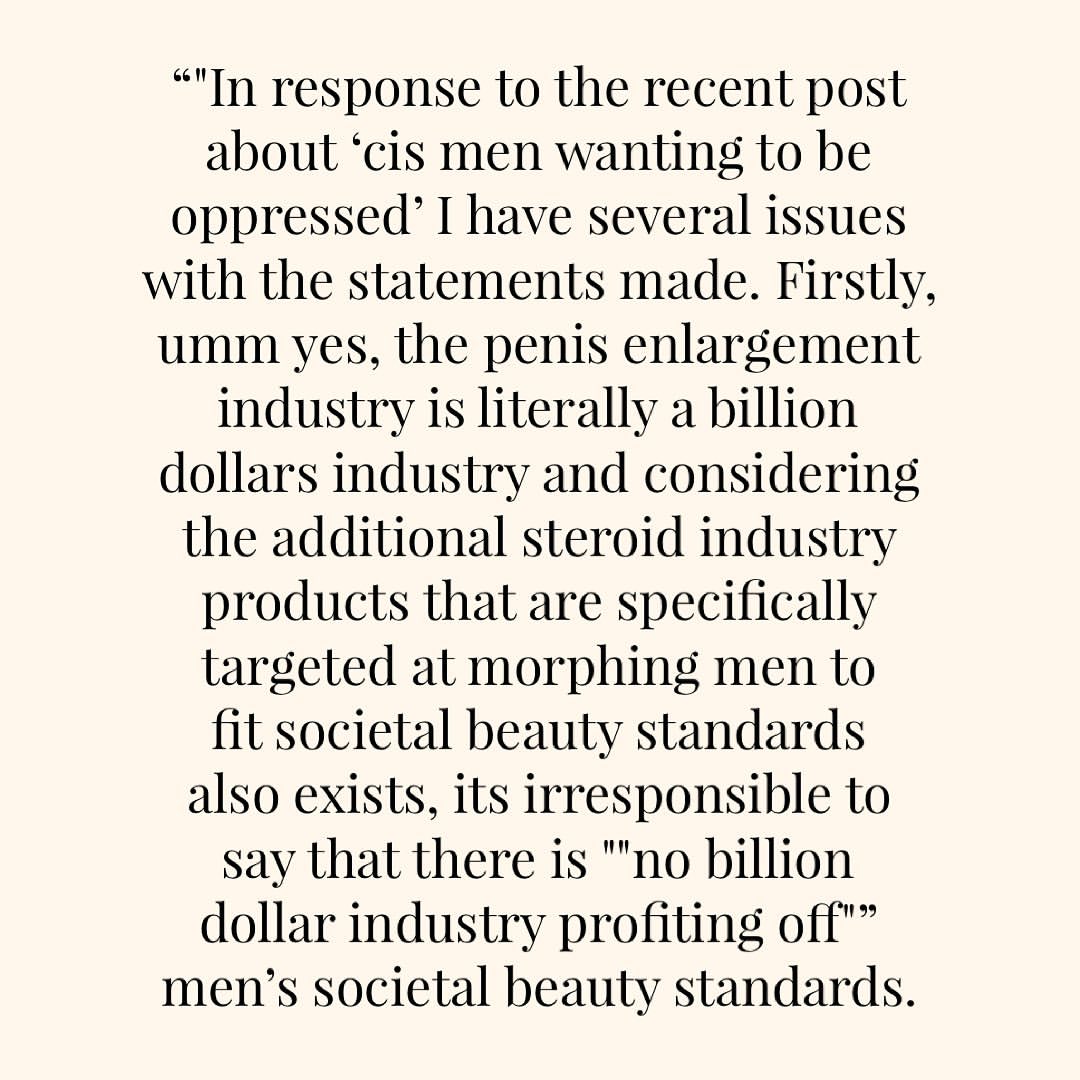 “"In response to the recent post
about ‘cis men wanting to be
oppressed’ I have several issues
with the statements made. Firstly,
umm yes, the penis enlargement
industry is literally a billion
dollars industry and considering
the additional steroid industry
products that are specifically
targeted at morphing men to
fit societal beauty standards
also exists, its irresponsible to
say that there is ""no billion
dollar industry profiting off"”
men’s societal beauty standards.